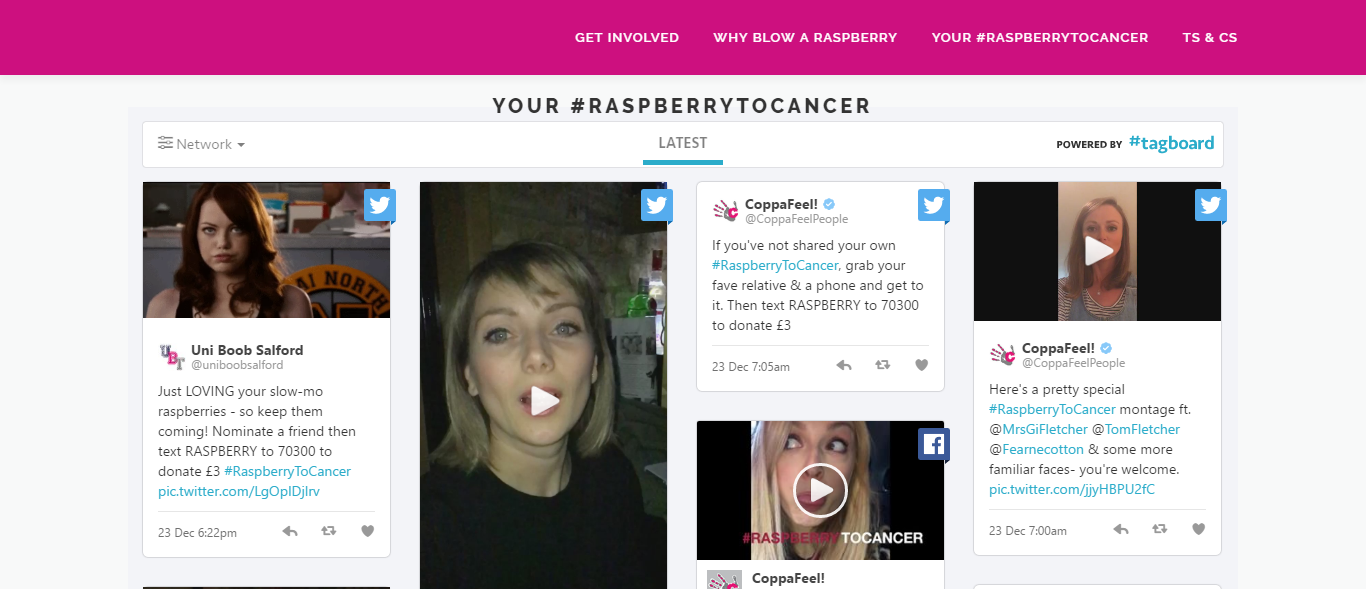 GET INVOLVED WHY BLOW A RASPBERRY YOUR #RASPBERRYTOCANCER TS & CS
YOUR #RASPBERRYTOCANCER
Network LATEST POWERED BY #tagboard
AI NORTH
Uni Boob Salford
@uniboobsalford
Just LOVING your slow-mo
raspberries - so keep them
coming! Nominate a friend then
text RASPBERRY to 70300 to
donate £3 #RaspberryToCancer
pic.twitter.com/LgOpIDjIrv
23 Dec 6:22pm
CoppaFeel!
@CoppaFeelPeople
If you've not shared your own
#RaspberryToCancer, grab your
fave relative & a phone and get to
it. Then text RASPBERRY to 70300
to donate £3
23 Dec 7:05am
#RASPBERRY TOCANCER
CoppaFeel!
CoppaFeel!
@CoppaFeelPeople
Here's a pretty special
#RaspberryToCancer montage ft.
@MrsGiFletcher @TomFletcher
@Fearnecotton & some more
familiar faces- you're welcome.
pic.twitter.com/jjyHBPU2fC
23 Dec 7:00am